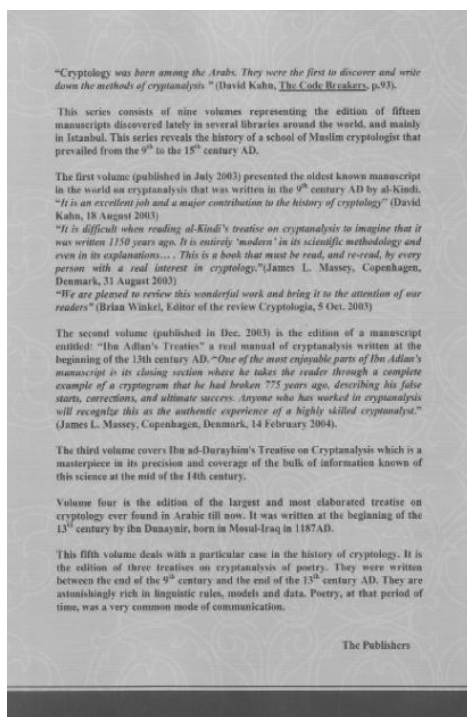 "Cryptology was born among the Arabs. They were the first to discover and write
down the methods of cryptanalysis " (David Kahn, The Code Breakers, p.93).
This series consists of nine volumes representing the edition of fifteen
manuscripts discovered lately in several libraries around the world, and mainly
in Istanbul. This series reveals the history of a school of Muslim cryptologist that
prevailed from the 9th to the 15th century AD.
The first volume (published in July 2003) presented the oldest known manuscript
in the world on cryptanalysis that was written in the 9th century AD by al-Kindi.
"It is an excellent job and a major contribution to the history of cryptology" (David
Kahn, 18 August 2003)
"It is difficult when reading al-Kindi's treatise on cryptanalysis to imagine that it
was written 1150 years ago. It is entirely 'modern' in its scientific methodology and
even in its explanations... . This is a book that must be read, and re-read, by every
person with a real interest in cryptology."(James L. Massey, Copenhagen,
Denmark, 31 August 2003)
"We are pleased to review this wonderful work and bring it to the attention of our
readers" (Brian Winkel, Editor of the review Cryptologia, 5 Oct. 2003)
The second volume (published in Dec. 2003) is the edition of a manuscript
entitled: "Ibn Adlan's Treaties" a real manual of cryptanalysis written at the
beginning of the 13th century AD. "One of the most enjoyable parts of Ibn Adlan's
manuscript is its closing section where he takes the reader through a complete
example of a cryptogram that he had broken 775 years ago, describing his false
starts, corrections, and ultimate success. Anyone who has worked in cryptanalysis
will recognize this as the authentic experience of a highly skilled cryptanalyst."
(James L. Massey, Copenhagen, Denmark, 14 February 2004).
The third volume covers Ibn ad-Durayhim's Treatise on Cryptanalysis which is a
masterpiece in its precision and coverage of the bulk of information known of
this science at the mid of the 14th century.
Volume four is the edition of the largest and most elaborated treatise on
cryptology ever found in Arabic till now. It was written at the beginning of the
13th century by ibn Dunaynir, born in Mosul-Iraq in 1187AD.
This fifth volume deals with a particular case in the history of cryptology. It is
the edition of three treatises on cryptanalysis of poetry. They were written
between the end of the 9th century and the end of the 13th century AD. They are
astonishingly rich in linguistic rules, models and data. Poetry, at that period of
time, was a very common mode of communication.
The Publishers